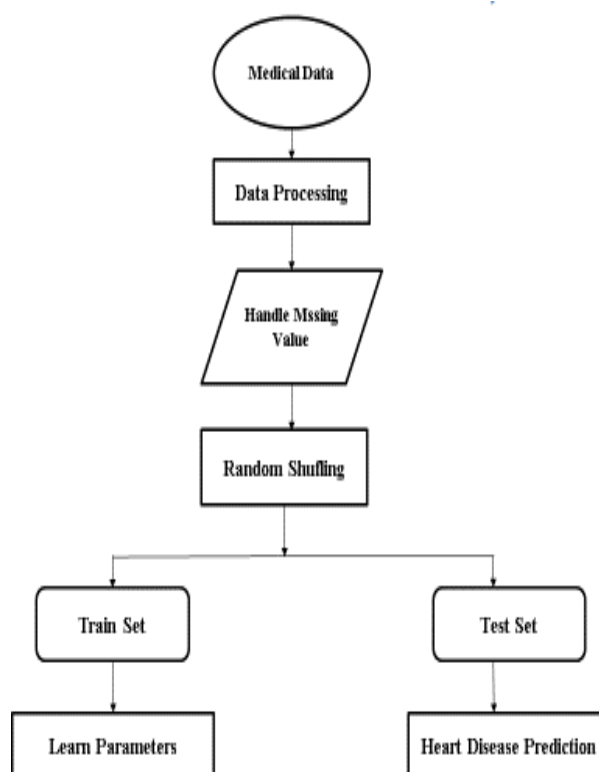 Medical Data
Data Processing
Handle Mssing
Value
Random Shufling
Train Set
Test Set
Learn Parameters
Heart Disease Prediction